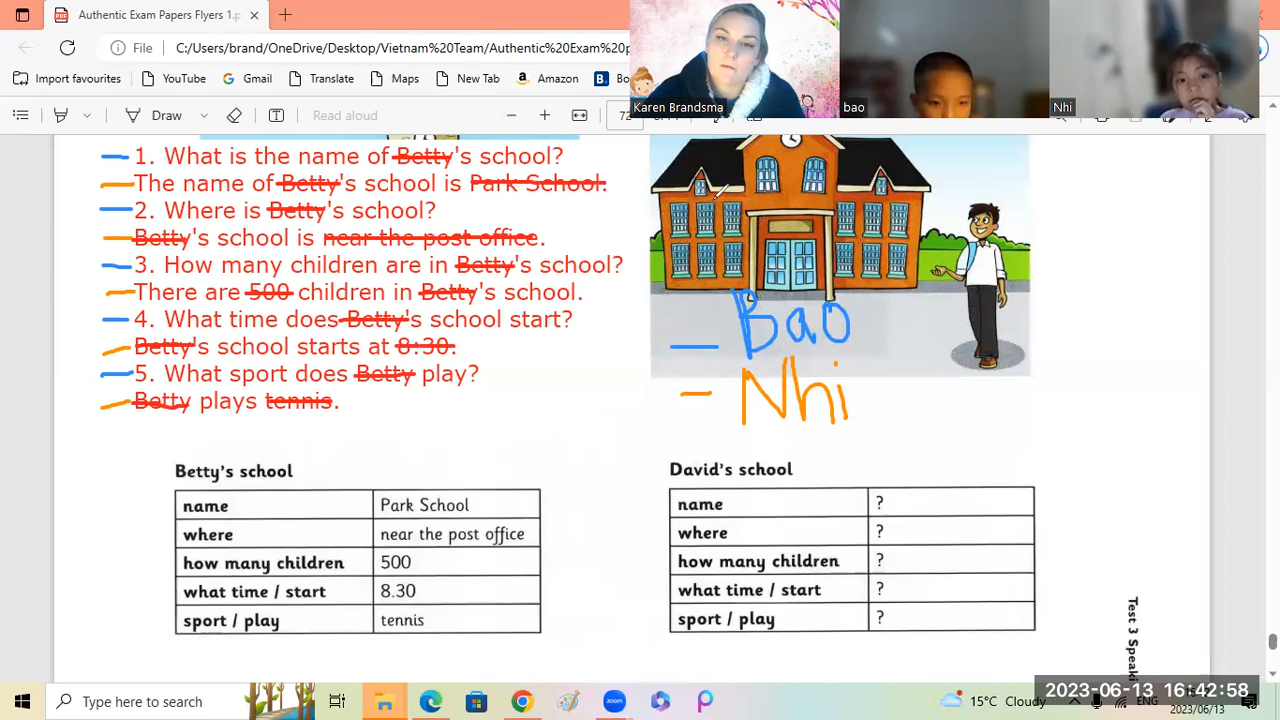 Authentic Exam Papers Flyers 1.p
File C:/Users/brand/OneDrive/Desktop/Vietnam%20Team/Authentic%20Exam%20p
Import favourites YouTube Gmail Translate Maps New Tab Amazon B.
Draw Read aloud 72
Karen Brandsma
bao
Nhi
1. What is the name of Betty's school?
The name of Betty's school is Park School.
2. Where is Betty's school?
Betty's school is near the post office.
3. How many children are in Betty's school?
There are 500 children in Betty's school.
4. What time does Betty's school start?
Betty's school starts at 8:30.
5. What sport does Betty play?
Betty plays tennis.
- Bao
- Nhi
Betty's school
name Park School
where near the post office
how many children 500
what time / start 8.30
sport / play tennis
David's school
name ?
where ?
how many children ?
what time / start ?
sport / play ?
Test 3 Speaki
Type here to search
zoom
15°C Cloudy
2023-06-13 16:42:58
2023/06/13